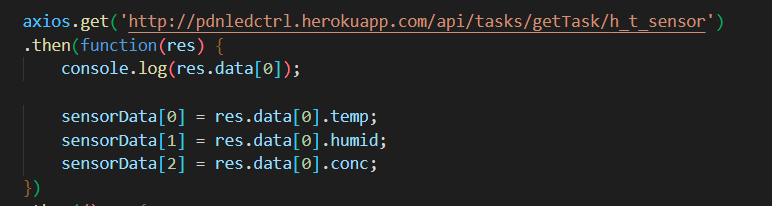 axios.get('http://pdnledctrl.herokuapp.com/api/tasks/getTask/h_t_sensor')
.then(function(res) {
    console.log(res.data[0]);

    sensorData[0] = res.data[0].temp;
    sensorData[1] = res.data[0].humid;
    sensorData[2] = res.data[0].conc;
})